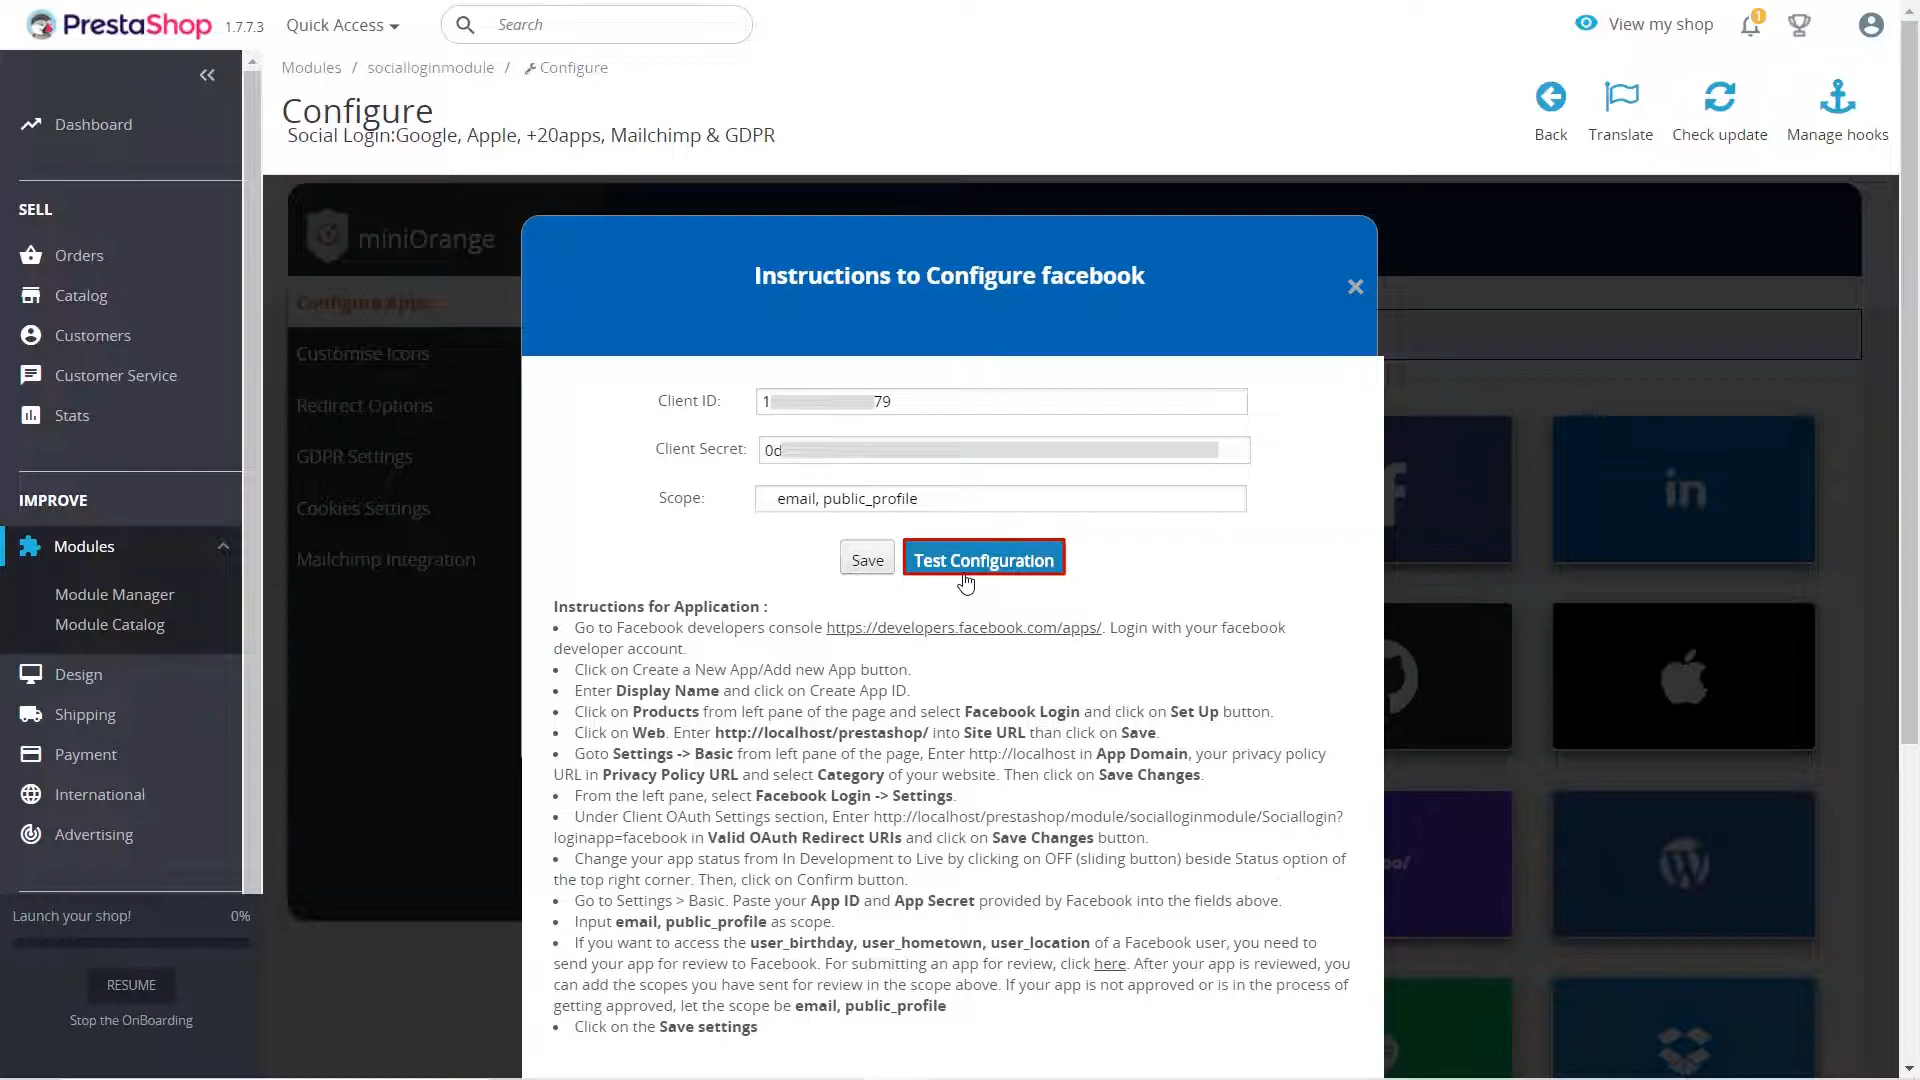 PrestaShop 1.7.7.3 Quick Access Search View my shop 1
Modules / socialloginmodule / Configure
Configure
Social Login:Google, Apple, +20apps, Mailchimp & GDPR
Back Translate Check update Manage hooks
Dashboard
SELL
Orders
Catalog
Customers
Customer Service
Stats
IMPROVE
Modules
Module Manager
Module Catalog
Design
Shipping
Payment
International
Advertising
Launch your shop! 0%
RESUME
Stop the OnBoarding
miniOrange
Configure Apps
Customise Icons
Redirect Options
GDPR Settings
Cookies Settings
Mailchimp Integration
Instructions to Configure facebook
×
Client ID: 1 79
Client Secret: 0d
Scope: email, public_profile
Save Test Configuration
Instructions for Application :
• Go to Facebook developers console https://developers.facebook.com/apps/. Login with your facebook
developer account.
• Click on Create a New App/Add new App button.
• Enter Display Name and click on Create App ID.
• Click on Products from left pane of the page and select Facebook Login and click on Set Up button.
• Click on Web. Enter http://localhost/prestashop/ into Site URL than click on Save.
• Goto Settings -> Basic from left pane of the page, Enter http://localhost in App Domain, your privacy policy
URL in Privacy Policy URL and select Category of your website. Then click on Save Changes.
• From the left pane, select Facebook Login -> Settings.
• Under Client OAuth Settings section, Enter http://localhost/prestashop/module/socialloginmodule/Sociallogin?
loginapp=facebook in Valid OAuth Redirect URIs and click on Save Changes button.
• Change your app status from In Development to Live by clicking on OFF (sliding button) beside Status option of
the top right corner. Then, click on Confirm button.
• Go to Settings > Basic. Paste your App ID and App Secret provided by Facebook into the fields above.
• Input email, public_profile as scope.
• If you want to access the user_birthday, user_hometown, user_location of a Facebook user, you need to
send your app for review to Facebook. For submitting an app for review, click here. After your app is reviewed, you
can add the scopes you have sent for review in the scope above. If your app is not approved or is in the process of
getting approved, let the scope be email, public_profile
• Click on the Save settings
in